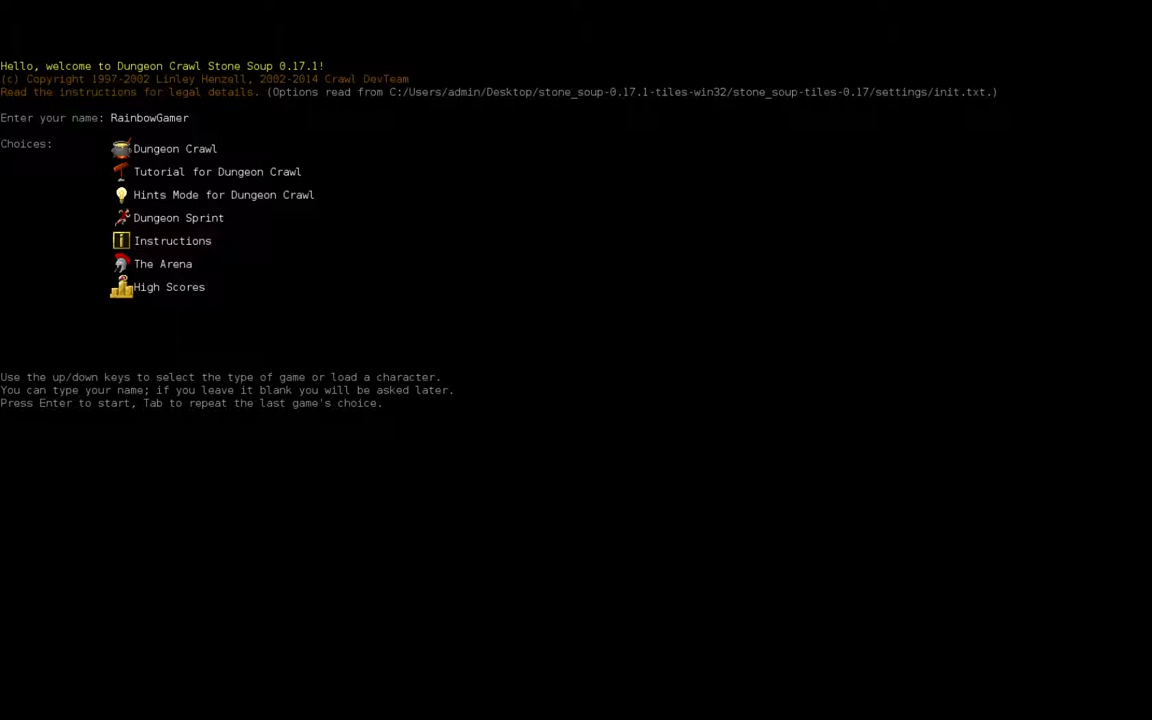 Hello, welcome to Dungeon Crawl Stone Soup 0.17.1!
(c) Copyright 1997-2002 Linley Henzell, 2002-2014 Crawl DevTeam
Read the instructions for legal details. (Options read from C:/Users/admin/Desktop/stone_soup-0.17.1-tiles-win32/stone_soup-tiles-0.17/settings/init.txt.)
Enter your name: RainbowGamer
Choices:
Dungeon Crawl
Tutorial for Dungeon Crawl
Hints Mode for Dungeon Crawl
Dungeon Sprint
Instructions
The Arena
High Scores
Use the up/down keys to select the type of game or load a character.
You can type your name; if you leave it blank you will be asked later.
Press Enter to start, Tab to repeat the last game's choice.